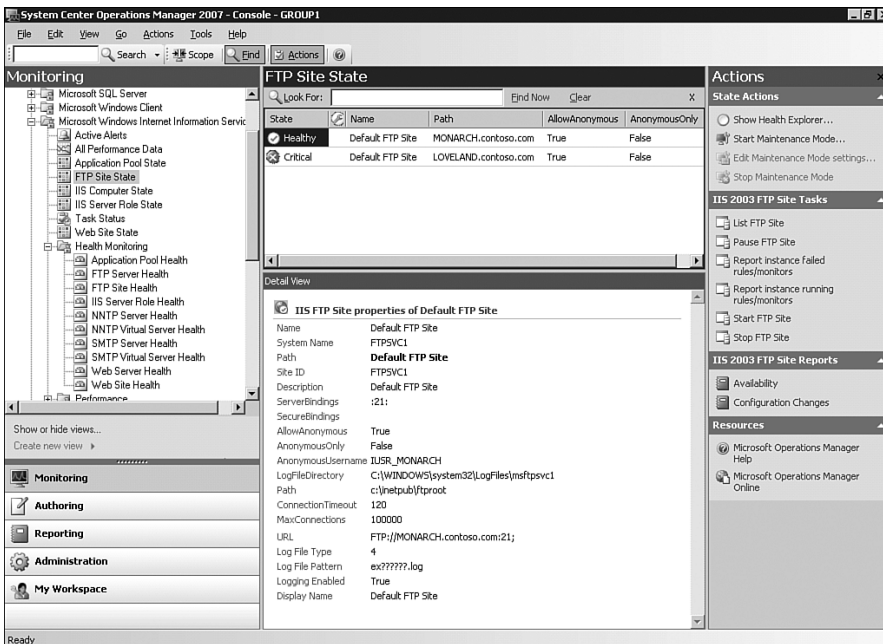 System Center Operations Manager 2007 - Console - GROUP1
File Edit View Go Actions Tools Help
Search Scope Find Actions
Monitoring
Microsoft SQL Server
Microsoft Windows Client
Microsoft Windows Internet Information Servic
Active Alerts
All Performance Data
Application Pool State
FTP Site State
IIS Computer State
IIS Server Role State
Task Status
Web Site State
Health Monitoring
Application Pool Health
FTP Server Health
FTP Site Health
IIS Server Role Health
NNTP Server Health
NNTP Virtual Server Health
SMTP Server Health
SMTP Virtual Server Health
Web Server Health
Web Site Health
Performance
Show or hide views...
Create new view
Monitoring
Authoring
Reporting
Administration
My Workspace
Ready
FTP Site State
Look For: Find Now Clear X
State Name Path AllowAnonymous AnonymousOnly
Healthy Default FTP Site MONARCH.contoso.com True False
Critical Default FTP Site LOVELAND.contoso.com True False
Detail View
IIS FTP Site properties of Default FTP Site
Name Default FTP Site
System Name FTPSVC1
Path Default FTP Site
Site ID FTPSVC1
Description Default FTP Site
ServerBindings :21:
SecureBindings
AllowAnonymous True
AnonymousOnly False
AnonymousUsername IUSR_MONARCH
LogFileDirectory C:\WINDOWS\system32\LogFiles\msftpsvc1
Path c:\inetpub\ftproot
ConnectionTimeout 120
MaxConnections 100000
URL FTP://MONARCH.contoso.com:21;
Log File Type 4
Log File Pattern ex??????.log
Logging Enabled True
Display Name Default FTP Site
Actions
State Actions
Show Health Explorer...
Start Maintenance Mode...
Edit Maintenance Mode settings...
Stop Maintenance Mode
IIS 2003 FTP Site Tasks
List FTP Site
Pause FTP Site
Report instance failed
rules/monitors
Report instance running
rules/monitors
Start FTP Site
Stop FTP Site
IIS 2003 FTP Site Reports
Availability
Configuration Changes
Resources
Microsoft Operations Manager
Help
Microsoft Operations Manager
Online